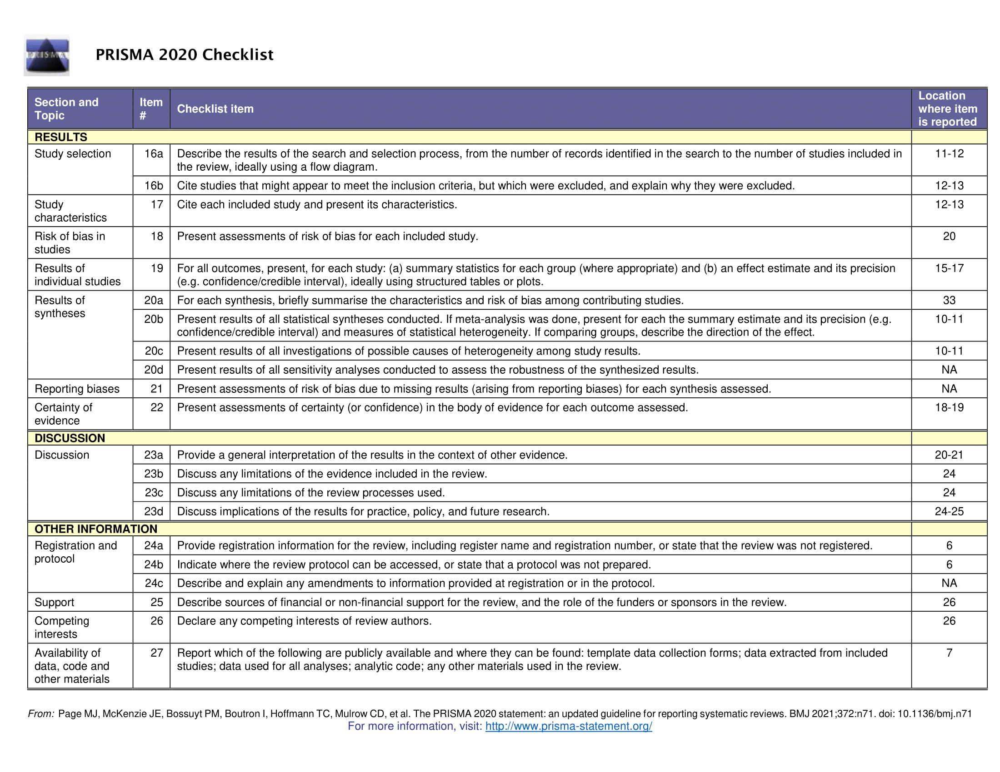 PRISMA
PRISMA 2020 Checklist
Section and
Topic
Item
#
Checklist item
Location
where item
is reported
RESULTS
Study selection
16a
Describe the results of the search and selection process, from the number of records identified in the search to the number of studies included in
the review, ideally using a flow diagram.
11-12
16b
Cite studies that might appear to meet the inclusion criteria, but which were excluded, and explain why they were excluded.
12-13
Study
characteristics
17
Cite each included study and present its characteristics.
12-13
Risk of bias in
studies
18
Present assessments of risk of bias for each included study.
20
Results of
individual studies
19
For all outcomes, present, for each study: (a) summary statistics for each group (where appropriate) and (b) an effect estimate and its precision
(e.g. confidence/credible interval), ideally using structured tables or plots.
15-17
Results of
syntheses
20a
For each synthesis, briefly summarise the characteristics and risk of bias among contributing studies.
33
20b
Present results of all statistical syntheses conducted. If meta-analysis was done, present for each the summary estimate and its precision (e.g.
confidence/credible interval) and measures of statistical heterogeneity. If comparing groups, describe the direction of the effect.
10-11
20c
Present results of all investigations of possible causes of heterogeneity among study results.
10-11
20d
Present results of all sensitivity analyses conducted to assess the robustness of the synthesized results.
NA
Reporting biases
21
Present assessments of risk of bias due to missing results (arising from reporting biases) for each synthesis assessed.
NA
Certainty of
evidence
22
Present assessments of certainty (or confidence) in the body of evidence for each outcome assessed.
18-19
DISCUSSION
Discussion
23a
Provide a general interpretation of the results in the context of other evidence.
20-21
23b
Discuss any limitations of the evidence included in the review.
24
23c
Discuss any limitations of the review processes used.
24
23d
Discuss implications of the results for practice, policy, and future research.
24-25
OTHER INFORMATION
Registration and
protocol
24a
Provide registration information for the review, including register name and registration number, or state that the review was not registered.
6
24b
Indicate where the review protocol can be accessed, or state that a protocol was not prepared.
6
24c
Describe and explain any amendments to information provided at registration or in the protocol.
NA
Support
25
Describe sources of financial or non-financial support for the review, and the role of the funders or sponsors in the review.
26
Competing
interests
26
Declare any competing interests of review authors.
26
Availability of
data, code and
other materials
27
Report which of the following are publicly available and where they can be found: template data collection forms; data extracted from included
studies; data used for all analyses; analytic code; any other materials used in the review.
7
From: Page MJ, McKenzie JE, Bossuyt PM, Boutron I, Hoffmann TC, Mulrow CD, et al. The PRISMA 2020 statement: an updated guideline for reporting systematic reviews. BMJ 2021;372:n71. doi: 10.1136/bmj.n71
For more information, visit: http://www.prisma-statement.org/